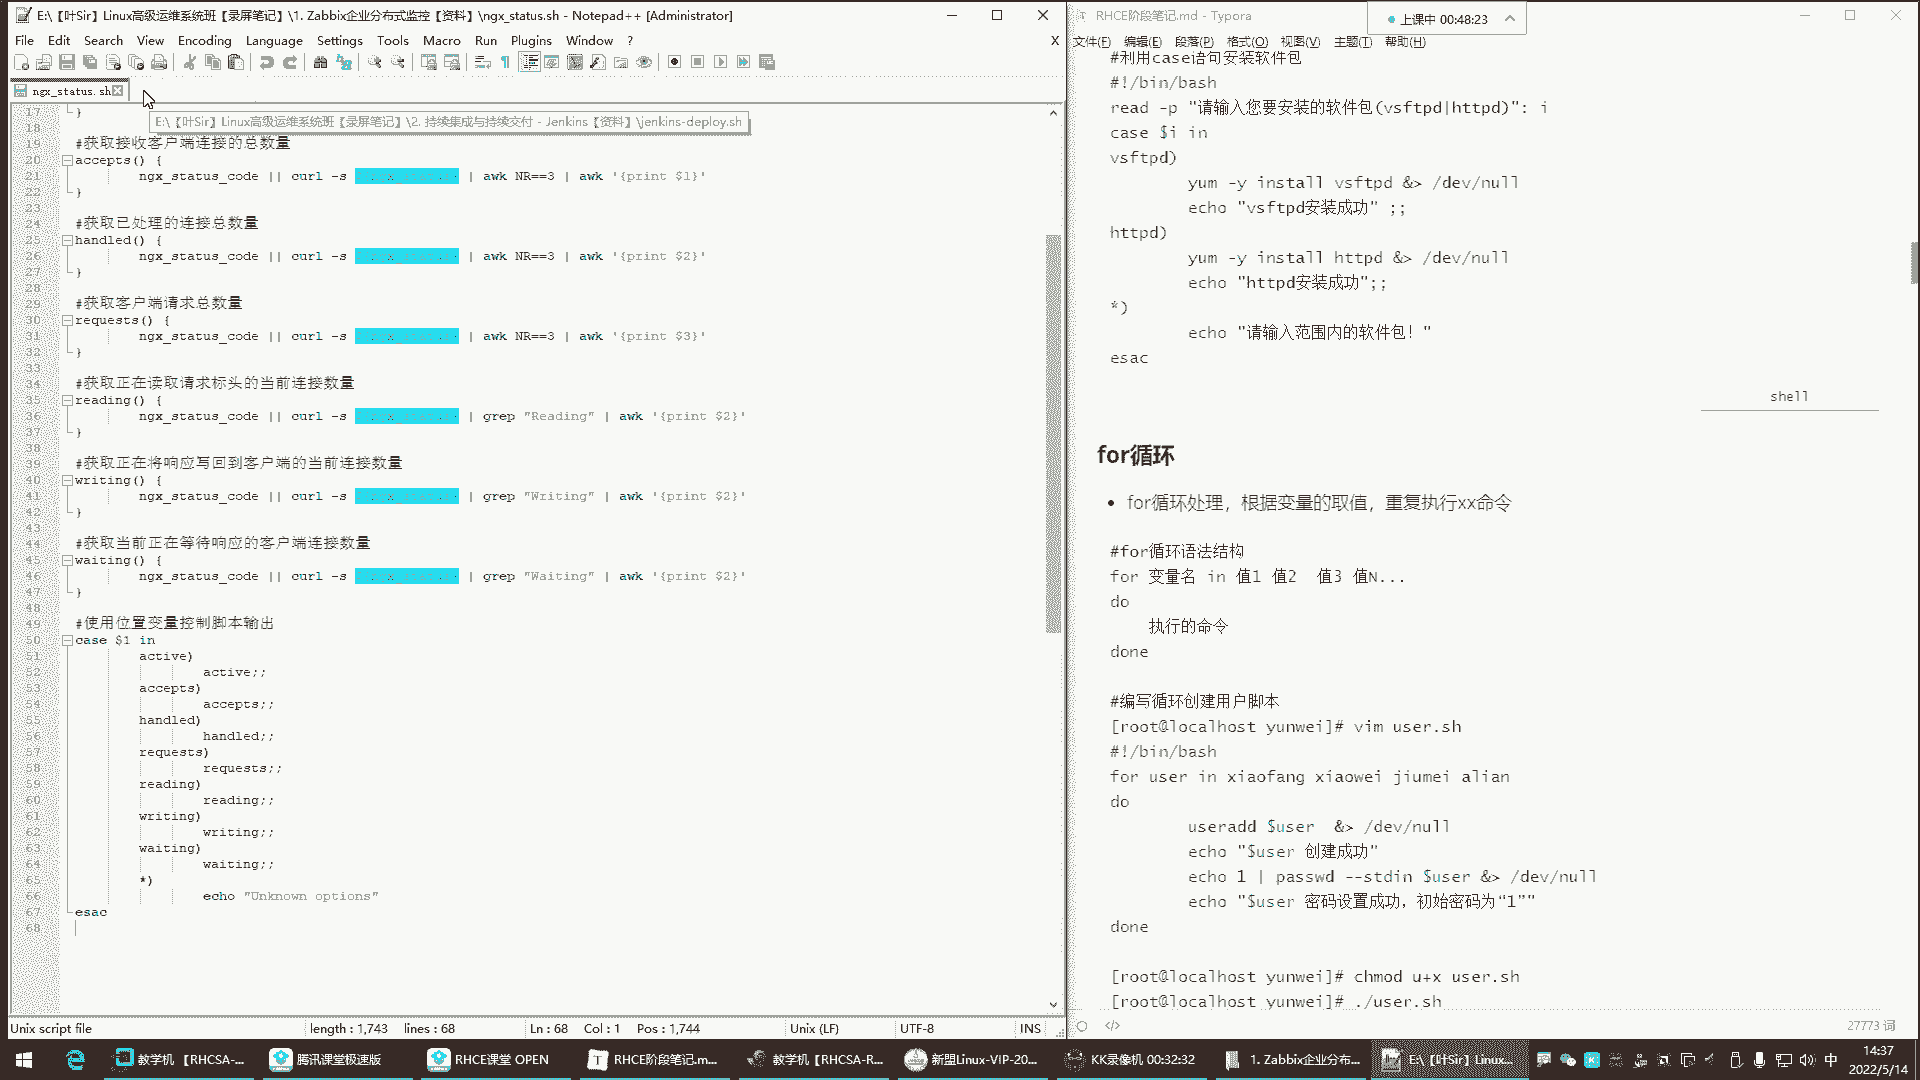 E:\【叶Sir】Linux高级运维系统班【录屏笔记】\1. Zabbix企业分布式监控【资料】\ngx_status.sh - Notepad++ [Administrator]
File Edit Search View Encoding Language Settings Tools Macro Run Plugins Window ? X
ngx_status.sh
E:\【叶Sir】Linux高级运维系统班【录屏笔记】\2. 持续集成与持续交付 - Jenkins【资料】\jenkins-deploy.sh
17 }
18
19 #获取接收客户端连接的总数量
20 accepts() {
21 ngx_status_code || curl -s | awk NR==3 | awk '{print $1}'
22 }
23
24 #获取已处理的连接总数量
25 handled() {
26 ngx_status_code || curl -s | awk NR==3 | awk '{print $2}'
27 }
28
29 #获取客户端请求总数量
30 requests() {
31 ngx_status_code || curl -s | awk NR==3 | awk '{print $3}'
32 }
33
34 #获取正在读取请求标头的当前连接数量
35 reading() {
36 ngx_status_code || curl -s | grep "Reading" | awk '{print $2}'
37 }
38
39 #获取正在将响应写回到客户端的当前连接数量
40 writing() {
41 ngx_status_code || curl -s | grep "Writing" | awk '{print $2}'
42 }
43
44 #获取当前正在等待响应的客户端连接数量
45 waiting() {
46 ngx_status_code || curl -s | grep "Waiting" | awk '{print $2}'
47 }
48
49 #使用位置变量控制脚本输出
50 case $1 in
51 active)
52 active;;
53 accepts)
54 accepts;;
55 handled)
56 handled;;
57 requests)
58 requests;;
59 reading)
60 reading;;
61 writing)
62 writing;;
63 waiting)
64 waiting;;
65 *)
66 echo "Unknown options"
67 esac
68
Unix script file length : 1,743 lines : 68 Ln : 68 Col : 1 Pos : 1,744 Unix (LF) UTF-8 INS
RHCE阶段笔记.md - Typora
上课中 00:48:23
文件(F) 编辑(E) 段落(P) 格式(O) 视图(V) 主题(T) 帮助(H)
#利用case语句安装软件包
#!/bin/bash
read -p "请输入您要安装的软件包(vsftpd|httpd)": i
case $i in
vsftpd)
yum -y install vsftpd &> /dev/null
echo "vsftpd安装成功" ;;
httpd)
yum -y install httpd &> /dev/null
echo "httpd安装成功";;
*)
echo "请输入范围内的软件包！"
esac
shell
for循环
• for循环处理，根据变量的取值，重复执行xx命令
#for循环语法结构
for 变量名 in 值1 值2 值3 值N...
do
执行的命令
done
#编写循环创建用户脚本
[root@localhost yunwei]# vim user.sh
#!/bin/bash
for user in xiaofang xiaowei jiumei alian
do
useradd $user &> /dev/null
echo "$user 创建成功"
echo 1 | passwd --stdin $user &> /dev/null
echo "$user 密码设置成功，初始密码为“1”"
done
[root@localhost yunwei]# chmod u+x user.sh
[root@localhost yunwei]# ./user.sh
</> 27773 词
教学机【RHCSA-... 腾讯课堂极速版 RHCE课堂 OPEN RHCE阶段笔记.m... 教学机【RHCSA-R... 新盟Linux-VIP-20... KK录像机 00:32:32 1. Zabbix企业分布... E:\【叶Sir】Linux... 中 14:37
2022/5/14